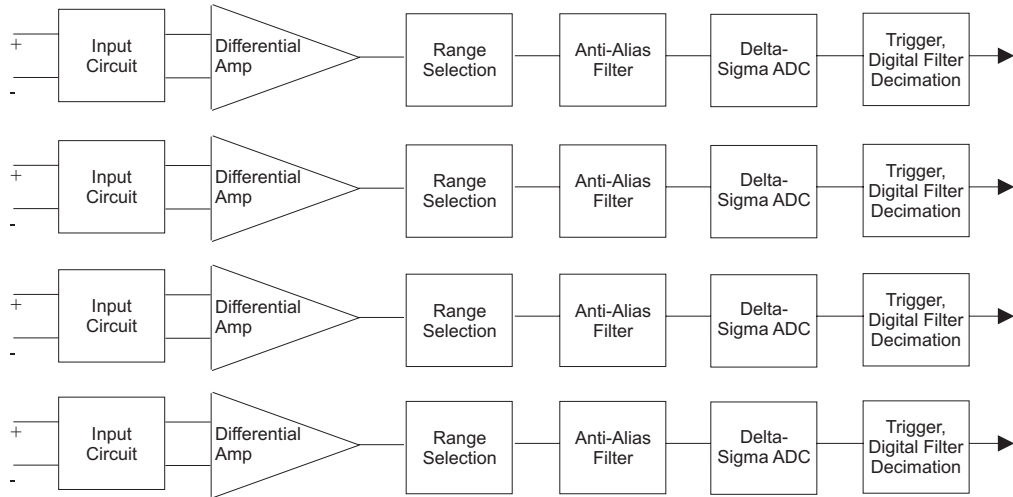 +
-
Input
Circuit
Differential
Amp
Range
Selection
Anti-Alias
Filter
Delta-
Sigma ADC
Trigger,
Digital Filter
Decimation
+
-
Input
Circuit
Differential
Amp
Range
Selection
Anti-Alias
Filter
Delta-
Sigma ADC
Trigger,
Digital Filter
Decimation
+
-
Input
Circuit
Differential
Amp
Range
Selection
Anti-Alias
Filter
Delta-
Sigma ADC
Trigger,
Digital Filter
Decimation
+
-
Input
Circuit
Differential
Amp
Range
Selection
Anti-Alias
Filter
Delta-
Sigma ADC
Trigger,
Digital Filter
Decimation